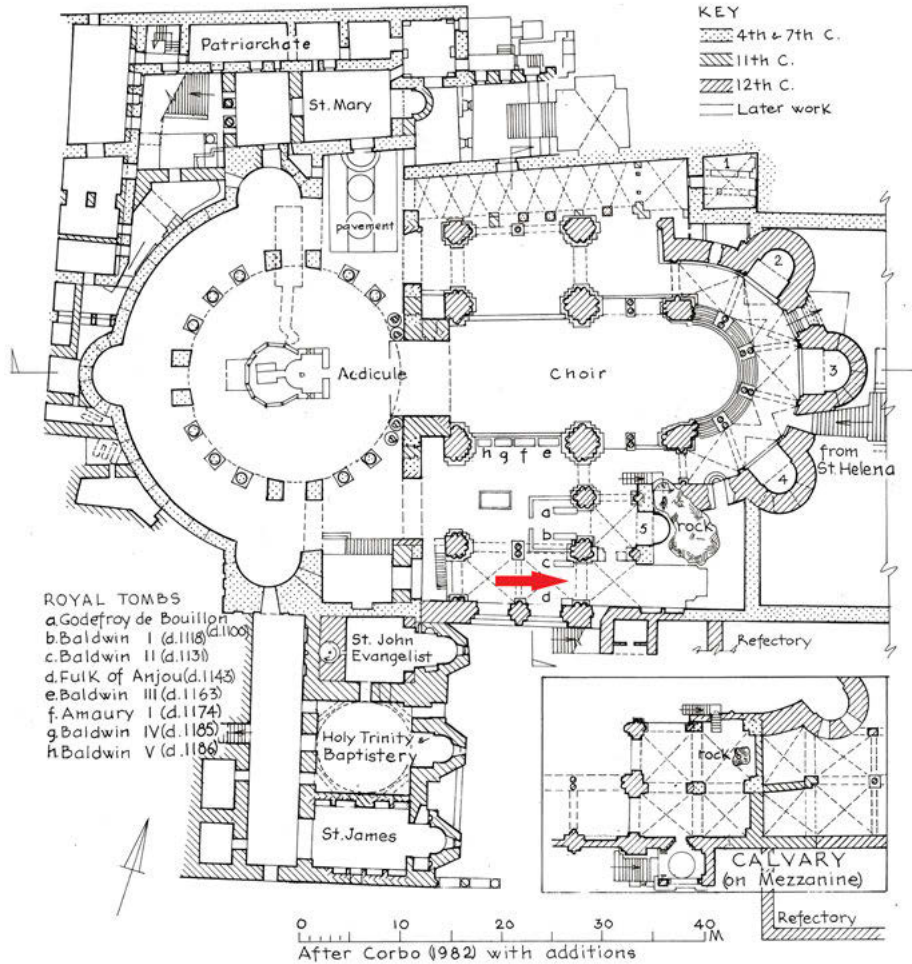 KEY
4th & 7th C.
11th C.
12th C.
Later work
Patriarchate
St. Mary
pavement
1
2
3
4
5
Aedicule
Choir
from
St. Helena
h g f e
a
b
c
d
rock
ROYAL TOMBS
a. Godefroy de Bouillon
(d.1100)
b. Baldwin I (d.1118)
c. Baldwin II (d.1131)
d. Fulk of Anjou (d.1143)
e. Baldwin III (d.1163)
f. Amaury I (d.1174)
g. Baldwin IV (d.1185)
h. Baldwin V (d.1186)
St. John
Evangelist
Holy Trinity
Baptistery
St. James
Refectory
rock
CALVARY
(on Mezzanine)
Refectory
0 10 20 30 40 M
After Corbo (1982) with additions